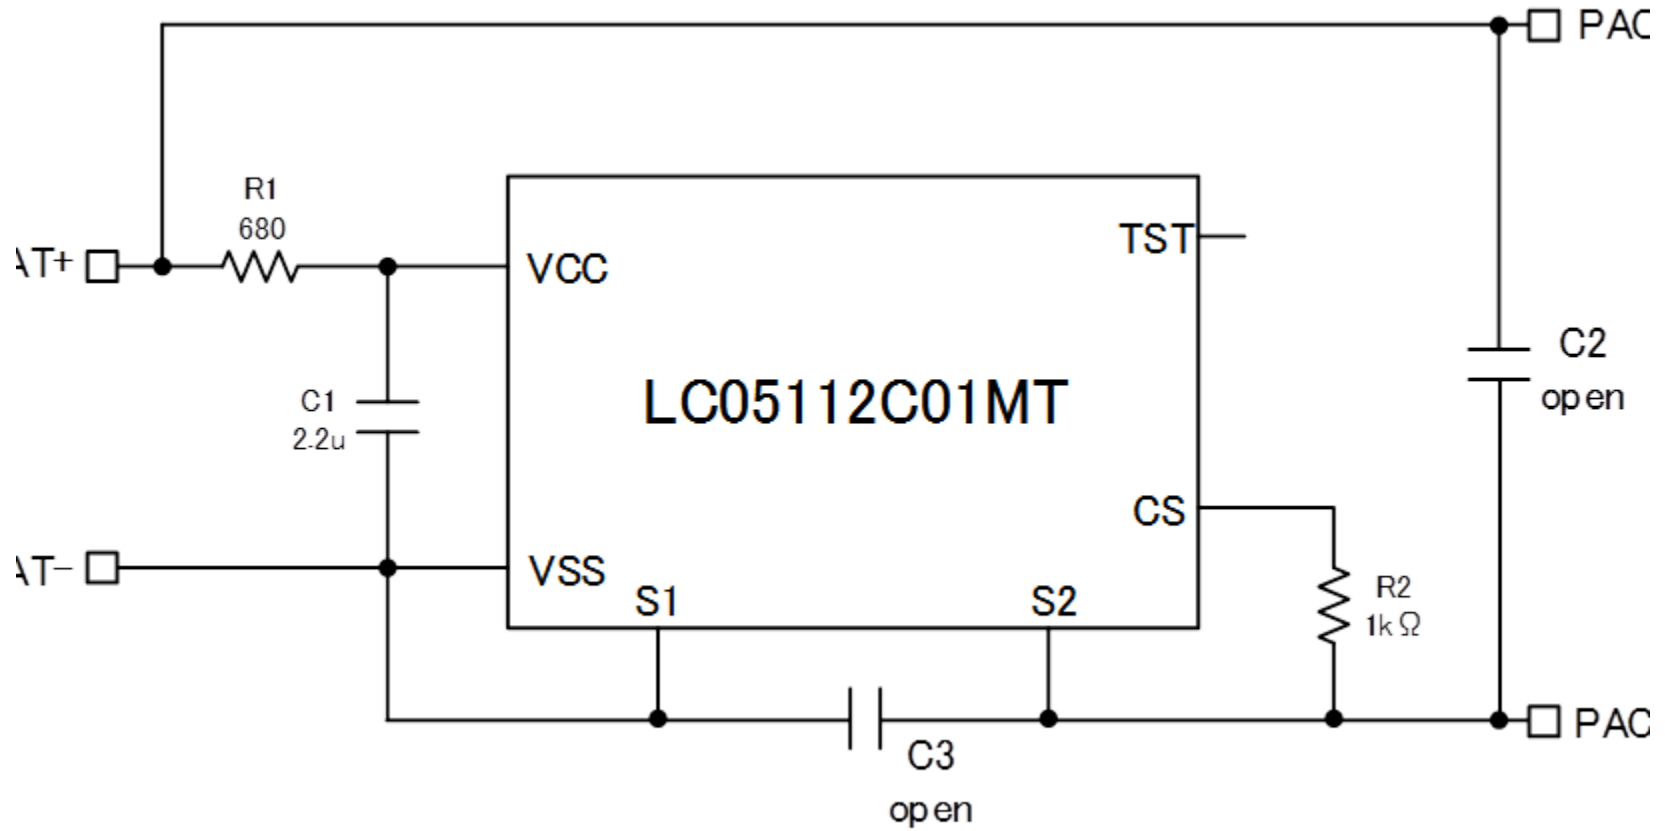 PAC
R1
680
TST
AT+
VCC
C2
open
C1
2.2u
LC05112C01MT
CS
AT-
VSS
S1
S2
R2
1kΩ
PAC
C3
open